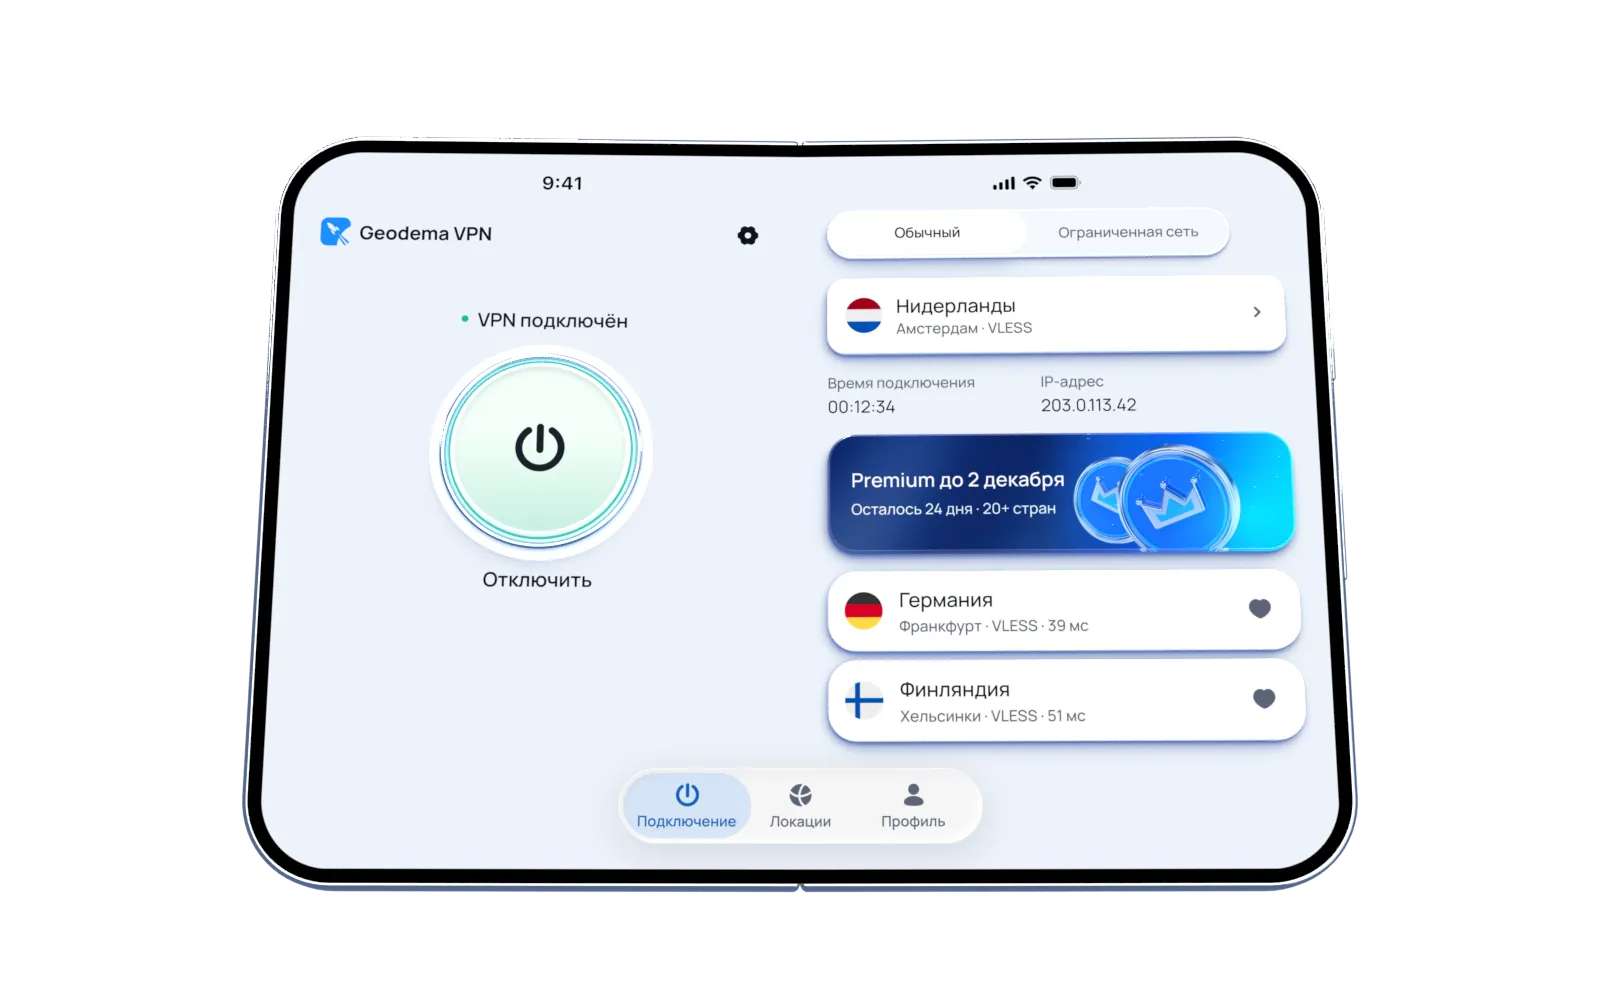 9:41
Geodema VPN
VPN подключён
Отключить
Обычный
Ограниченная сеть
Нидерланды
Амстердам · VLESS
Время подключения
00:12:34
IP-адрес
203.0.113.42
Premium до 2 декабря
Осталось 24 дня · 20+ стран
Германия
Франкфурт · VLESS · 39 мс
Финляндия
Хельсинки · VLESS · 51 мс
Подключение
Локации
Профиль